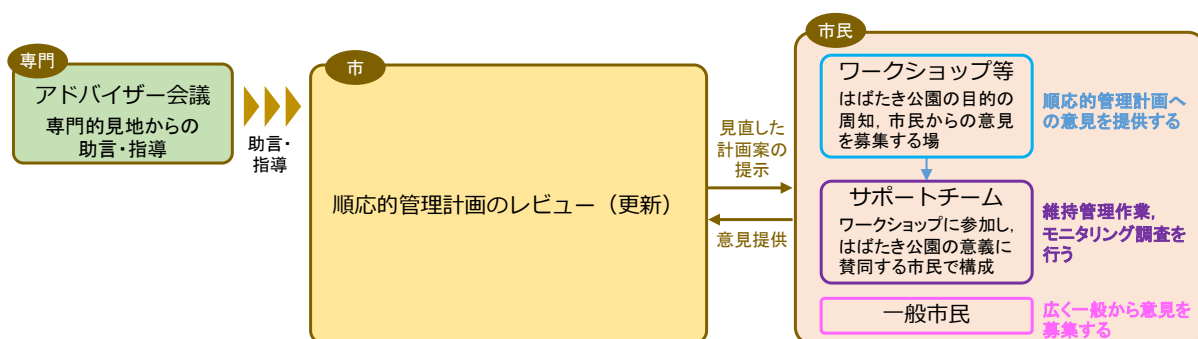 専門
アドバイザー会議
専門的見地からの
助言・指導
助言・
指導
市
順応的管理計画のレビュー（更新）
見直した
計画案の
提示
意見提供
市民
ワークショップ等
はばたき公園の目的の
周知，市民からの意見
を募集する場
順応的管理計画へ
の意見を提供する
サポートチーム
ワークショップに参加し，
はばたき公園の意義に
賛同する市民で構成
維持管理作業，
モニタリング調査を
行う
一般市民
広く一般から意見を
募集する